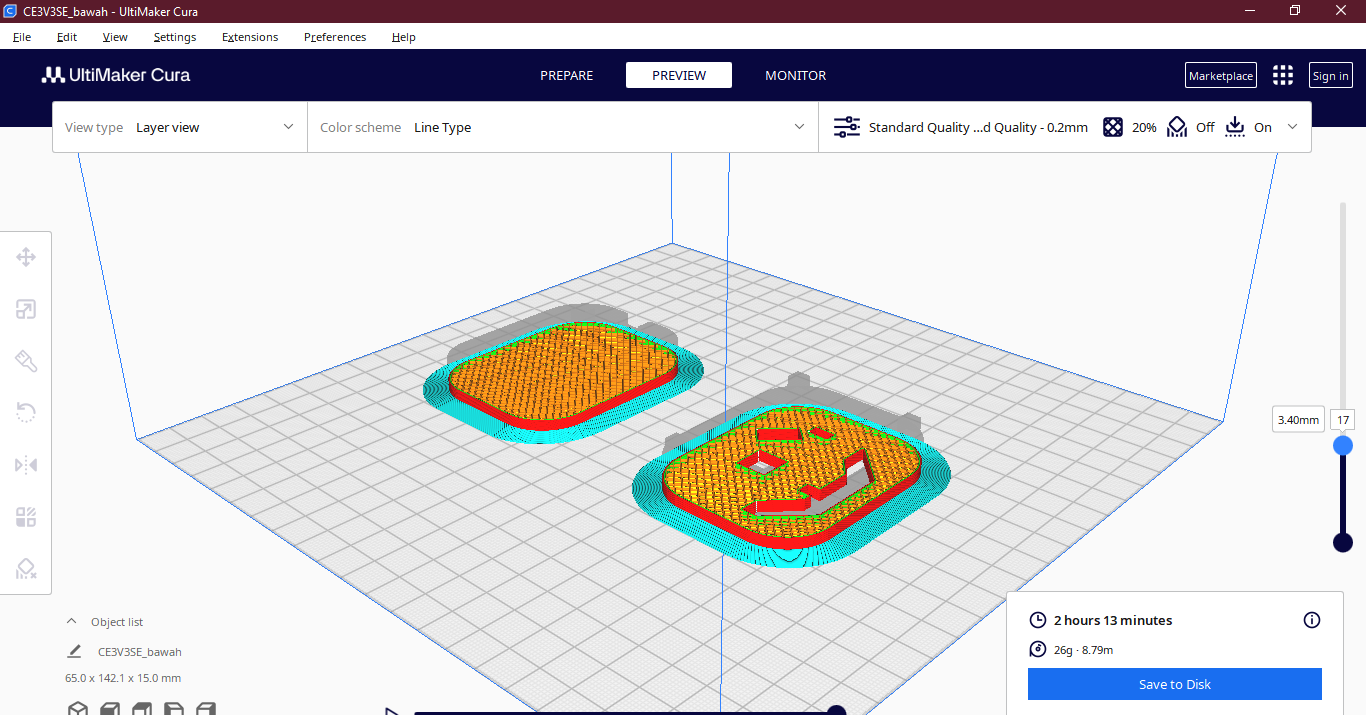 CE3V3SE_bawah - UltiMaker Cura
File Edit View Settings Extensions Preferences Help
UltiMaker Cura PREPARE PREVIEW MONITOR Marketplace Sign in
View type Layer view Color scheme Line Type Standard Quality ...d Quality - 0.2mm 20% Off On
3.40mm 17
Object list
CE3V3SE_bawah
65.0 x 142.1 x 15.0 mm
2 hours 13 minutes
26g · 8.79m
Save to Disk